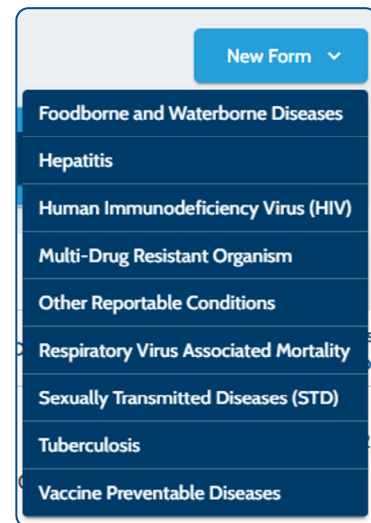 New Form
Foodborne and Waterborne Diseases
Hepatitis
Human Immunodeficiency Virus (HIV)
Multi-Drug Resistant Organism
Other Reportable Conditions
Respiratory Virus Associated Mortality
Sexually Transmitted Diseases (STD)
Tuberculosis
Vaccine Preventable Diseases